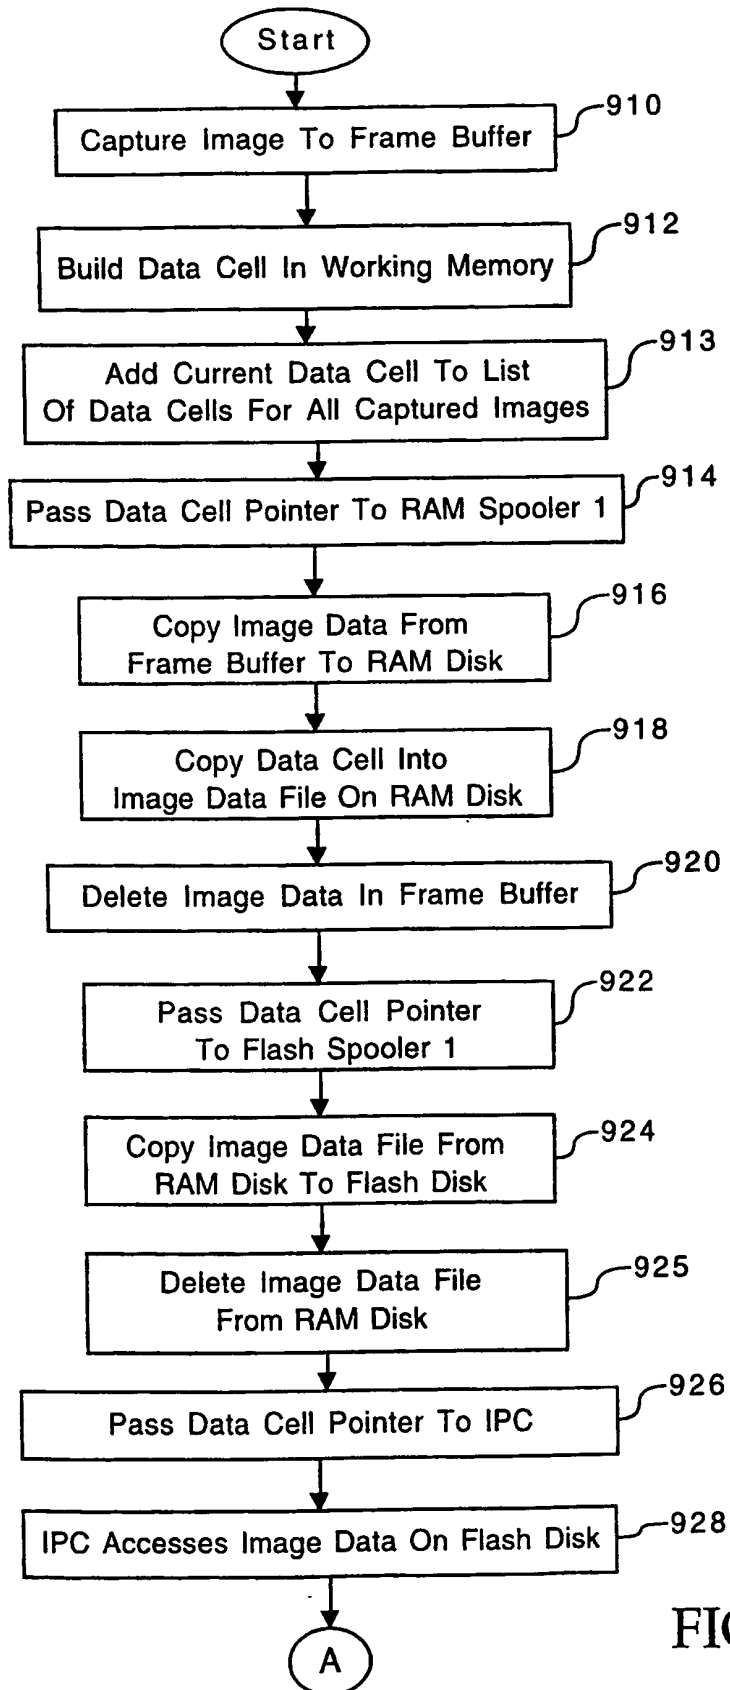 Start
910
Capture Image To Frame Buffer
912
Build Data Cell In Working Memory
913
Add Current Data Cell To List
Of Data Cells For All Captured Images
914
Pass Data Cell Pointer To RAM Spooler 1
916
Copy Image Data From
Frame Buffer To RAM Disk
918
Copy Data Cell Into
Image Data File On RAM Disk
920
Delete Image Data In Frame Buffer
922
Pass Data Cell Pointer
To Flash Spooler 1
924
Copy Image Data File From
RAM Disk To Flash Disk
925
Delete Image Data File
From RAM Disk
926
Pass Data Cell Pointer To IPC
928
IPC Accesses Image Data On Flash Disk
A